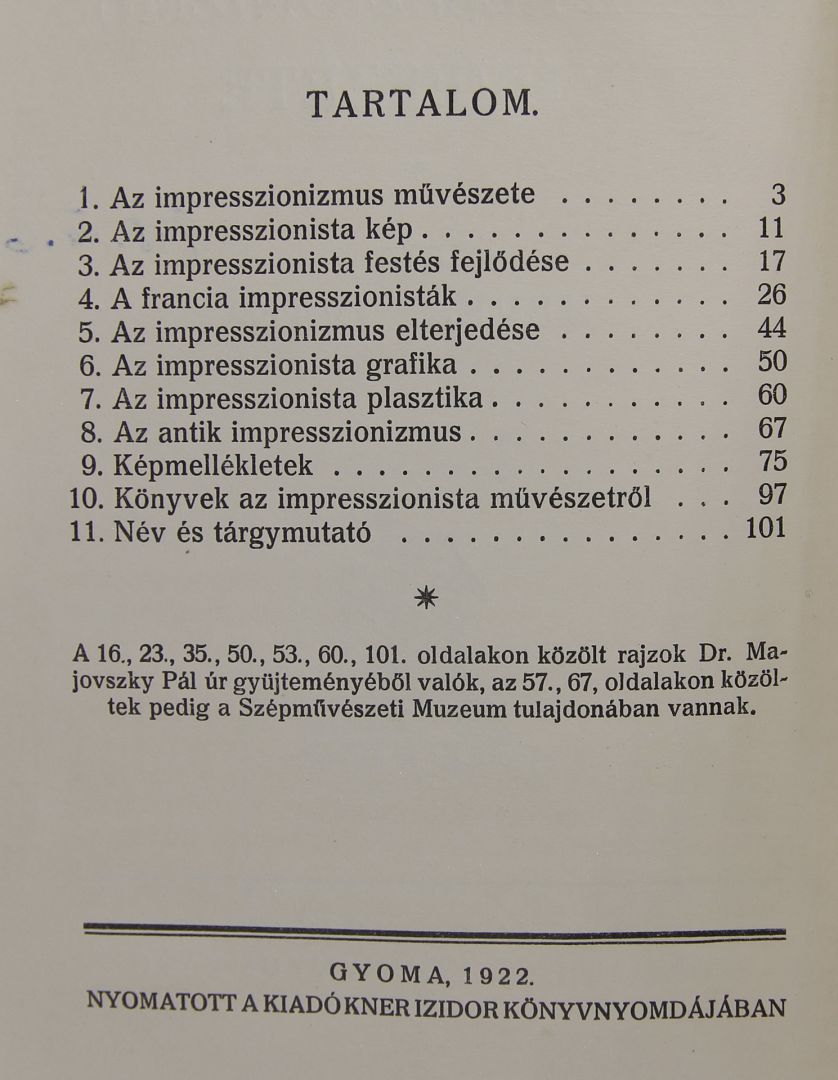 TARTALOM.
1. Az impresszionizmus művészete . . . . . . . . 3
2. Az impresszionista kép . . . . . . . . . . . . . . 11
3. Az impresszionista festés fejlődése . . . . . . . 17
4. A francia impresszionisták . . . . . . . . . . . . 26
5. Az impresszionizmus elterjedése . . . . . . . . 44
6. Az impresszionista grafika . . . . . . . . . . . . 50
7. Az impresszionista plasztika . . . . . . . . . . . 60
8. Az antik impresszionizmus . . . . . . . . . . . . 67
9. Képmellékletek . . . . . . . . . . . . . . . . . . 75
10. Könyvek az impresszionista művészetről . . . 97
11. Név és tárgymutató . . . . . . . . . . . . . . . 101
*
A 16., 23., 35., 50., 53., 60., 101. oldalakon közölt rajzok Dr. Ma-
jovszky Pál úr gyüjteményéből valók, az 57., 67, oldalakon közöl-
tek pedig a Szépművészeti Muzeum tulajdonában vannak.
GYOMA, 1922.
NYOMATOTT A KIADÓ KNER IZIDOR KÖNYVNYOMDÁJÁBAN